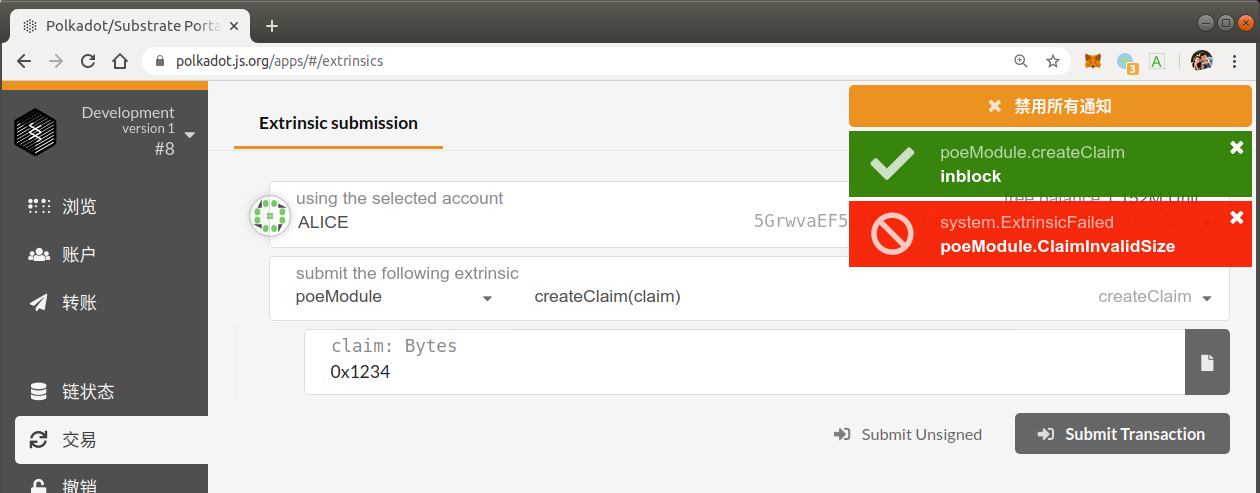 Polkadot/Substrate Porta
polkadot.js.org/apps/#/extrinsics
3
A
Development
version 1
#8
浏览
账户
转账
链状态
交易
撤销
Extrinsic submission
禁用所有通知
poeModule.createClaim
inblock
system.ExtrinsicFailed
poeModule.ClaimInvalidSize
using the selected account
ALICE
free balance 1.152M Unit
5GrwvaEF5
submit the following extrinsic
poeModule
createClaim(claim)
createClaim
claim: Bytes
0x1234
Submit Unsigned
Submit Transaction